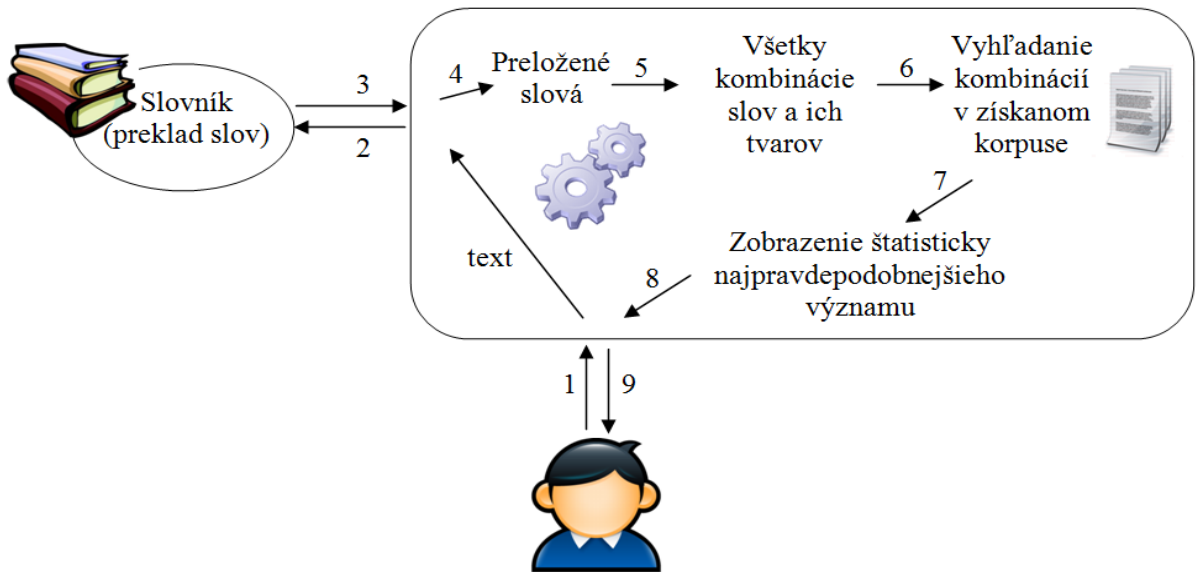 Slovník
(preklad slov)
3
2
4
Preložené
slová
5
Všetky
kombinácie
slov a ich
tvarov
6
Vyhľadanie
kombinácií
v získanom
korpuse
7
Zobrazenie štatisticky
najpravdepodobnejšieho
významu
8
text
1
9